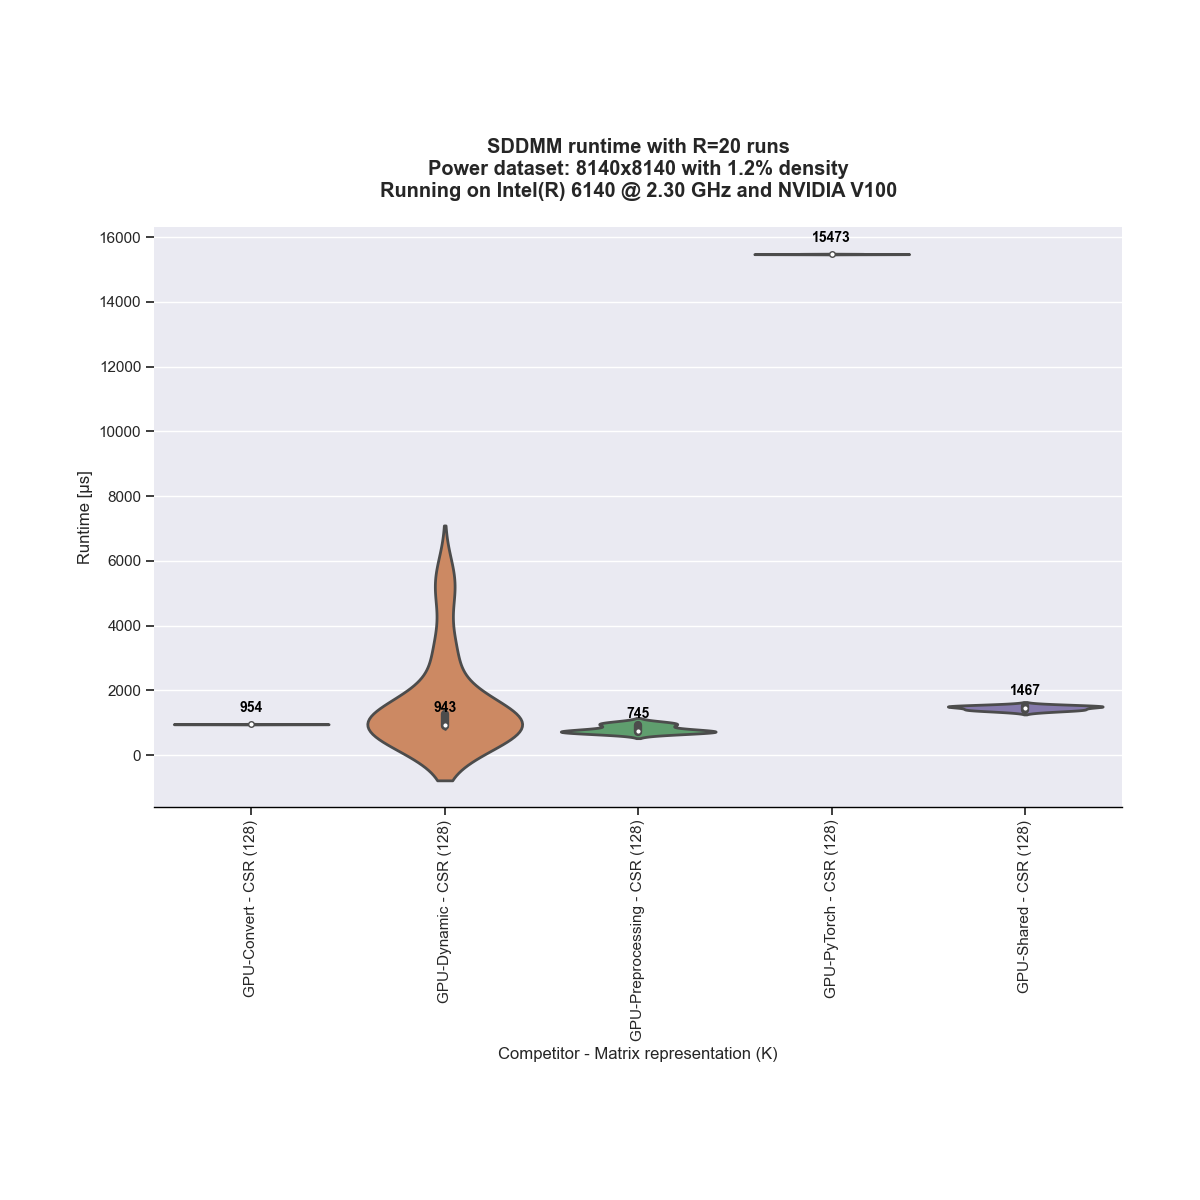 SDDMM runtime with R=20 runs
Power dataset: 8140x8140 with 1.2% density
Running on Intel(R) 6140 @ 2.30 GHz and NVIDIA V100
Runtime [μs]
16000
14000
12000
10000
8000
6000
4000
2000
0
954
943
745
15473
1467
GPU-Convert - CSR (128)
GPU-Dynamic - CSR (128)
GPU-Preprocessing - CSR (128)
GPU-PyTorch - CSR (128)
GPU-Shared - CSR (128)
Competitor - Matrix representation (K)